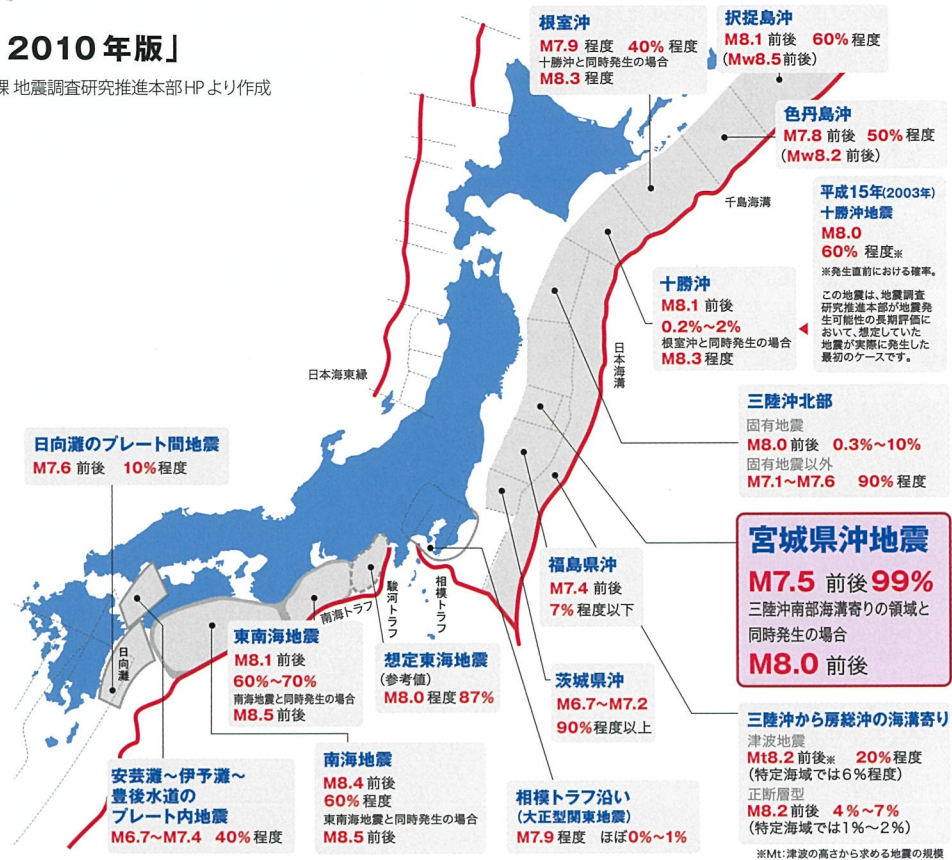 2010年版」
課 地震調査研究推進本部HPより作成
根室沖
M7.9 程度 40% 程度
十勝沖と同時発生の場合
M8.3 程度
択捉島沖
M8.1 前後 60% 程度
(Mw8.5前後)
色丹島沖
M7.8 前後 50% 程度
(Mw8.2 前後)
千島海溝
平成15年(2003年)
十勝沖地震
M8.0
60% 程度※
※発生直前における確率。
この地震は、地震調査
研究推進本部が地震発
生可能性の長期評価に
おいて、想定していた
地震が実際に発生した
最初のケースです。
十勝沖
M8.1 前後
0.2%~2%
根室沖と同時発生の場合
M8.3 程度
日本海溝
日本海東縁
三陸沖北部
固有地震
M8.0 前後 0.3%~10%
固有地震以外
M7.1~M7.6 90% 程度
日向灘のプレート間地震
M7.6 前後 10%程度
宮城県沖地震
M7.5 前後 99%
三陸沖南部海溝寄りの領域と
同時発生の場合
M8.0 前後
福島県沖
M7.4 前後
7% 程度以下
相模トラフ
駿河トラフ
南海トラフ
日向灘
東南海地震
M8.1 前後
60%~70%
南海地震と同時発生の場合
M8.5 前後
想定東海地震
(参考値)
M8.0 程度 87%
茨城県沖
M6.7~M7.2
90%程度以上
三陸沖から房総沖の海溝寄り
津波地震
Mt8.2 前後※ 20% 程度
(特定海域では6%程度)
正断層型
M8.2 前後 4%~7%
(特定海域では1%~2%)
安芸灘~伊予灘~
豊後水道の
プレート内地震
M6.7~M7.4 40% 程度
南海地震
M8.4 前後
60% 程度
東南海地震と同時発生の場合
M8.5 前後
相模トラフ沿い
(大正型関東地震)
M7.9 程度 ほぼ0%~1%
※Mt:津波の高さから求める地震の規模